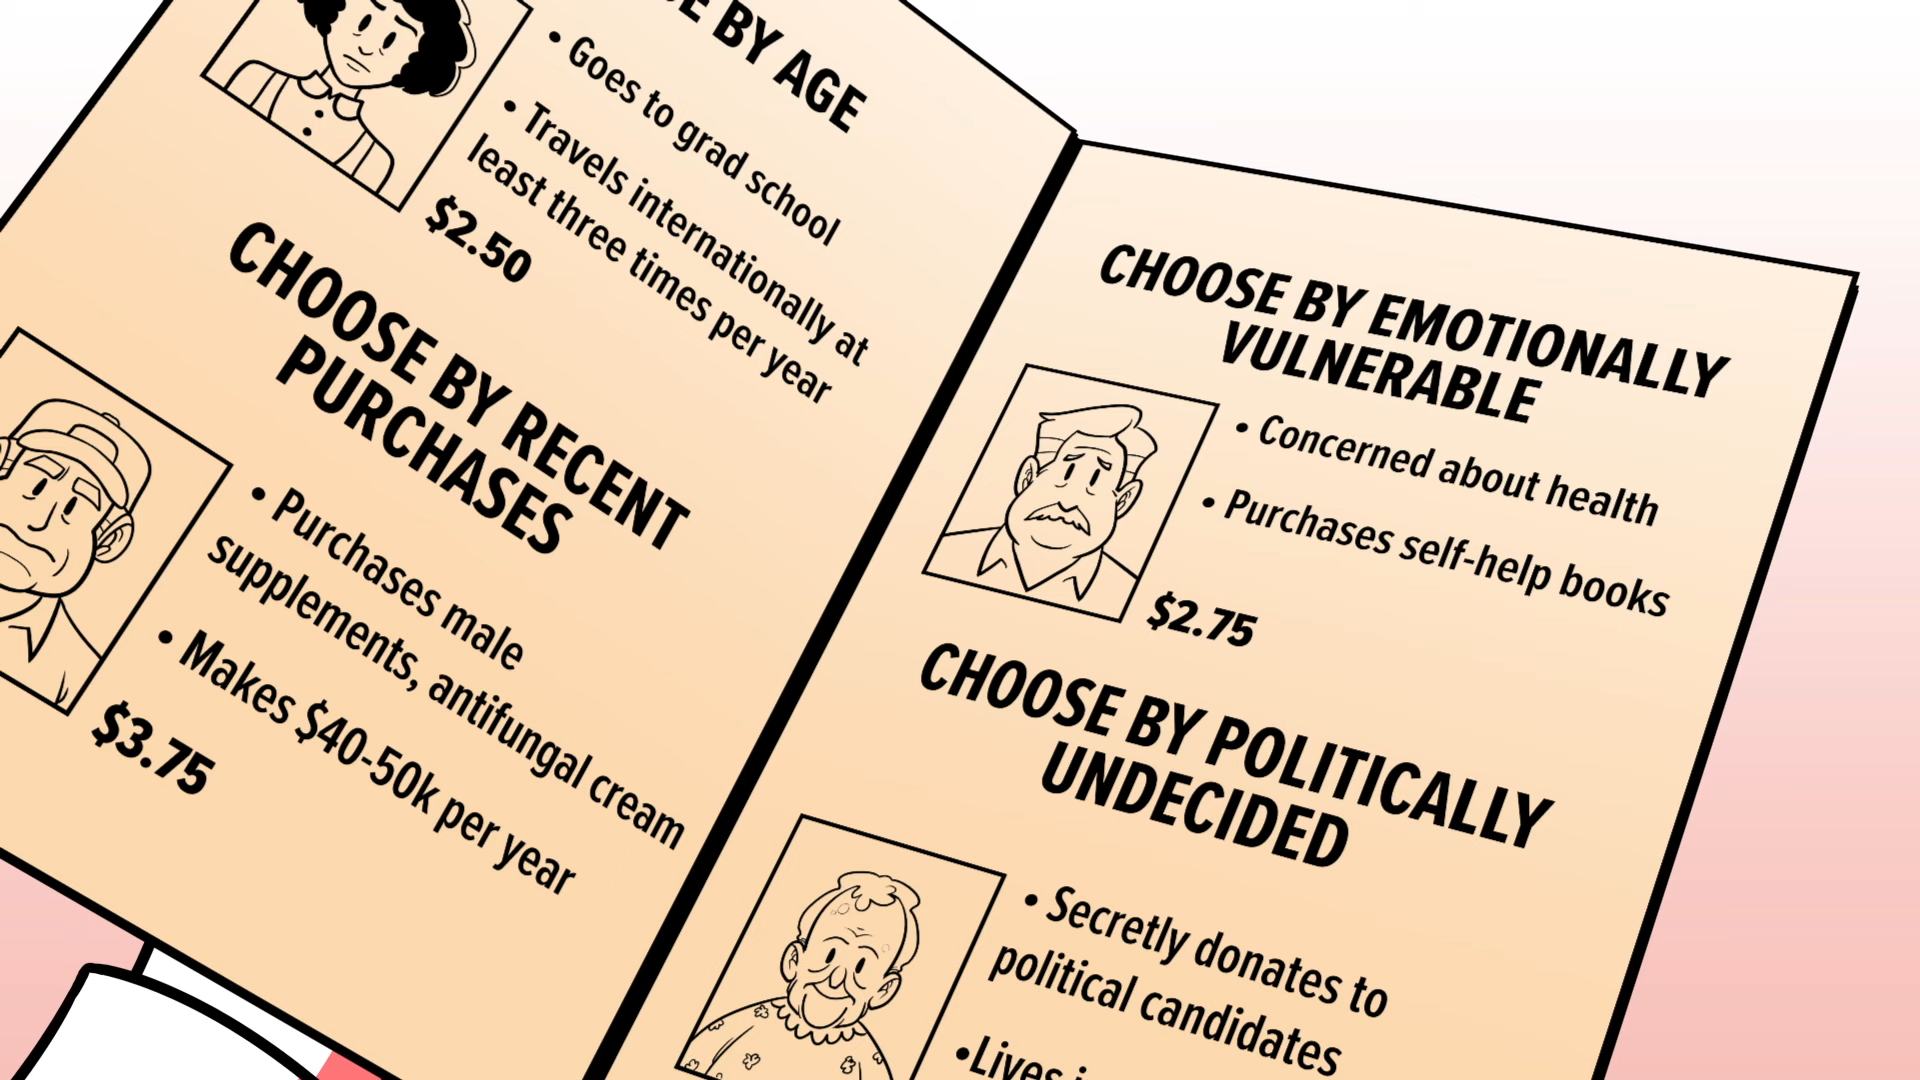 BY AGE
• Goes to grad school
• Travels internationally at
least three times per year
$2.50
CHOOSE BY RECENT
PURCHASES
• Purchases male
supplements, antifungal cream
• Makes $40-50k per year
$3.75
CHOOSE BY EMOTIONALLY
VULNERABLE
• Concerned about health
• Purchases self-help books
$2.75
CHOOSE BY POLITICALLY
UNDECIDED
• Secretly donates to
political candidates
• Lives